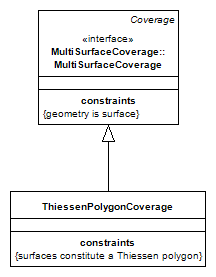 Coverage
«interface»
MultiSurfaceCoverage::
MultiSurfaceCoverage
constraints
{geometry is surface}
ThiessenPolygonCoverage
constraints
{surfaces constitute a Thiessen polygon}